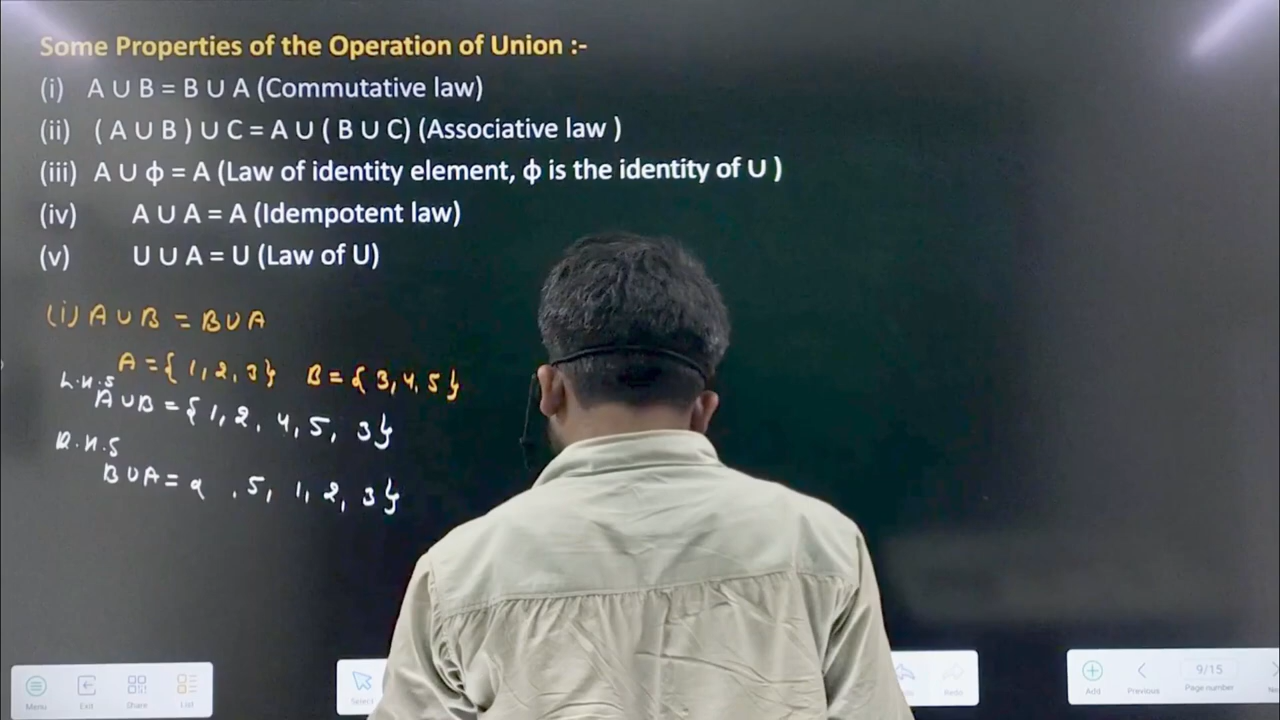 Some Properties of the Operation of Union :-
(i) A ∪ B = B ∪ A (Commutative law)
(ii) ( A ∪ B ) ∪ C = A ∪ ( B ∪ C) (Associative law )
(iii) A ∪ ϕ = A (Law of identity element, ϕ is the identity of ∪ )
(iv) A ∪ A = A (Idempotent law)
(v) U ∪ A = U (Law of U)
(i) A ∪ B = B ∪ A
A = { 1, 2, 3} B = { 3, 4, 5 }
L.H.S
A ∪ B = { 1, 2, 4, 5, 3}
R.H.S
B ∪ A = , 5, 1, 2, 3}
Menu Exit Share List Select Redo Add Previous 9/15 Page number